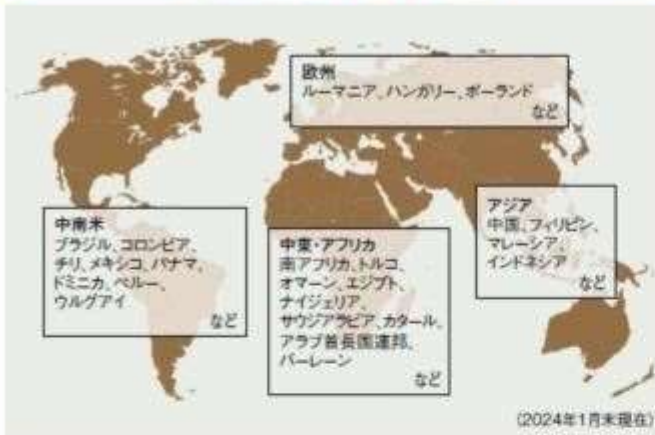 欧州
ルーマニア、ハンガリー、ポーランド
など
中南米
ブラジル、コロンビア、
チリ、メキシコ、パナマ、
ドミニカ、ペルー、
ウルグアイ
など
中東・アフリカ
南アフリカ、トルコ、
オマーン、エジプト、
ナイジェリア、
サウジアラビア、カタール、
アラブ首長国連邦、
バーレーン
など
アジア
中国、フィリピン、
マレーシア、
インドネシア
など
(2024年1月末現在)